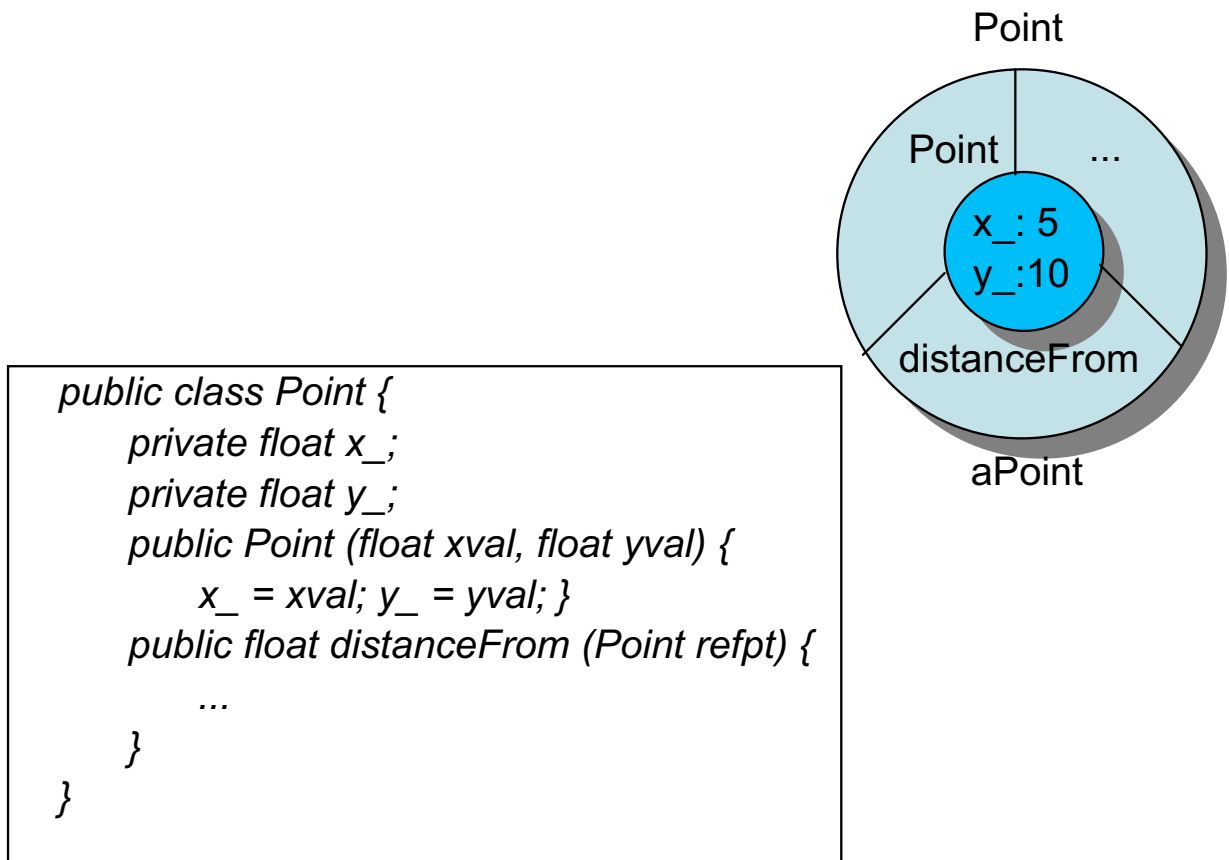 Point
Point ...
x_: 5
y_:10
distanceFrom
aPoint
public class Point {
private float x_;
private float y_;
public Point (float xval, float yval) {
x_ = xval; y_ = yval; }
public float distanceFrom (Point refpt) {
...
}
}